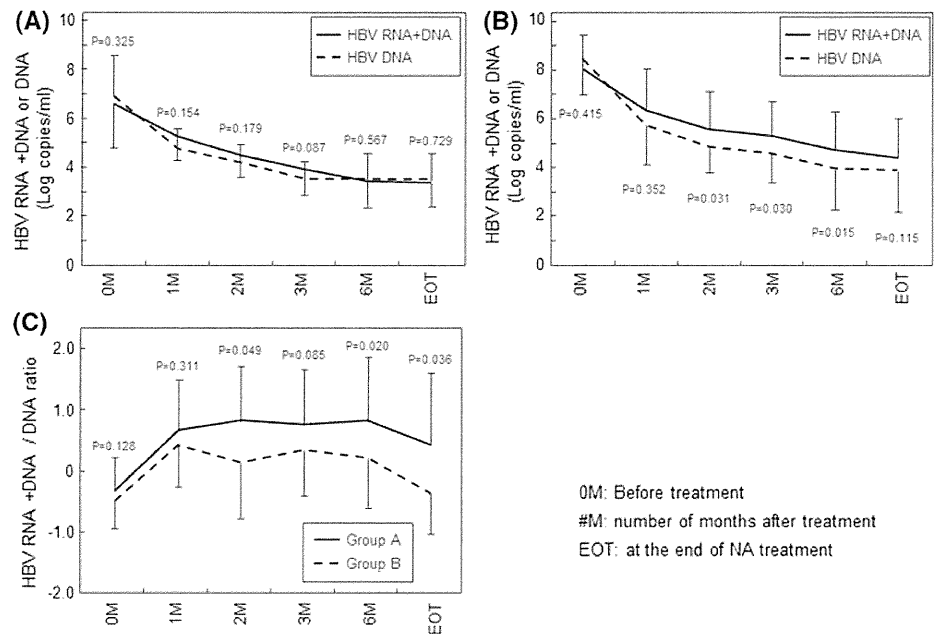 (A)
HBV RNA +DNA or DNA
(Log copies/ml)
10
8
6
4
2
0
HBV RNA+DNA
HBV DNA
P=0.325
P=0.154
P=0.179
P=0.087
P=0.567
P=0.729
0M
1M
2M
3M
6M
EOT
(B)
HBV RNA +DNA or DNA
(Log copies/ml)
10
8
6
4
2
0
HBV RNA+DNA
HBV DNA
P=0.415
P=0.352
P=0.031
P=0.030
P=0.015
P=0.115
0M
1M
2M
3M
6M
EOT
(C)
HBV RNA +DNA / DNA ratio
2.0
1.0
0
-1.0
-2.0
P=0.128
P=0.311
P=0.049
P=0.085
P=0.020
P=0.036
Group A
Group B
0M
1M
2M
3M
6M
EOT
0M: Before treatment
#M: number of months after treatment
EOT: at the end of NA treatment